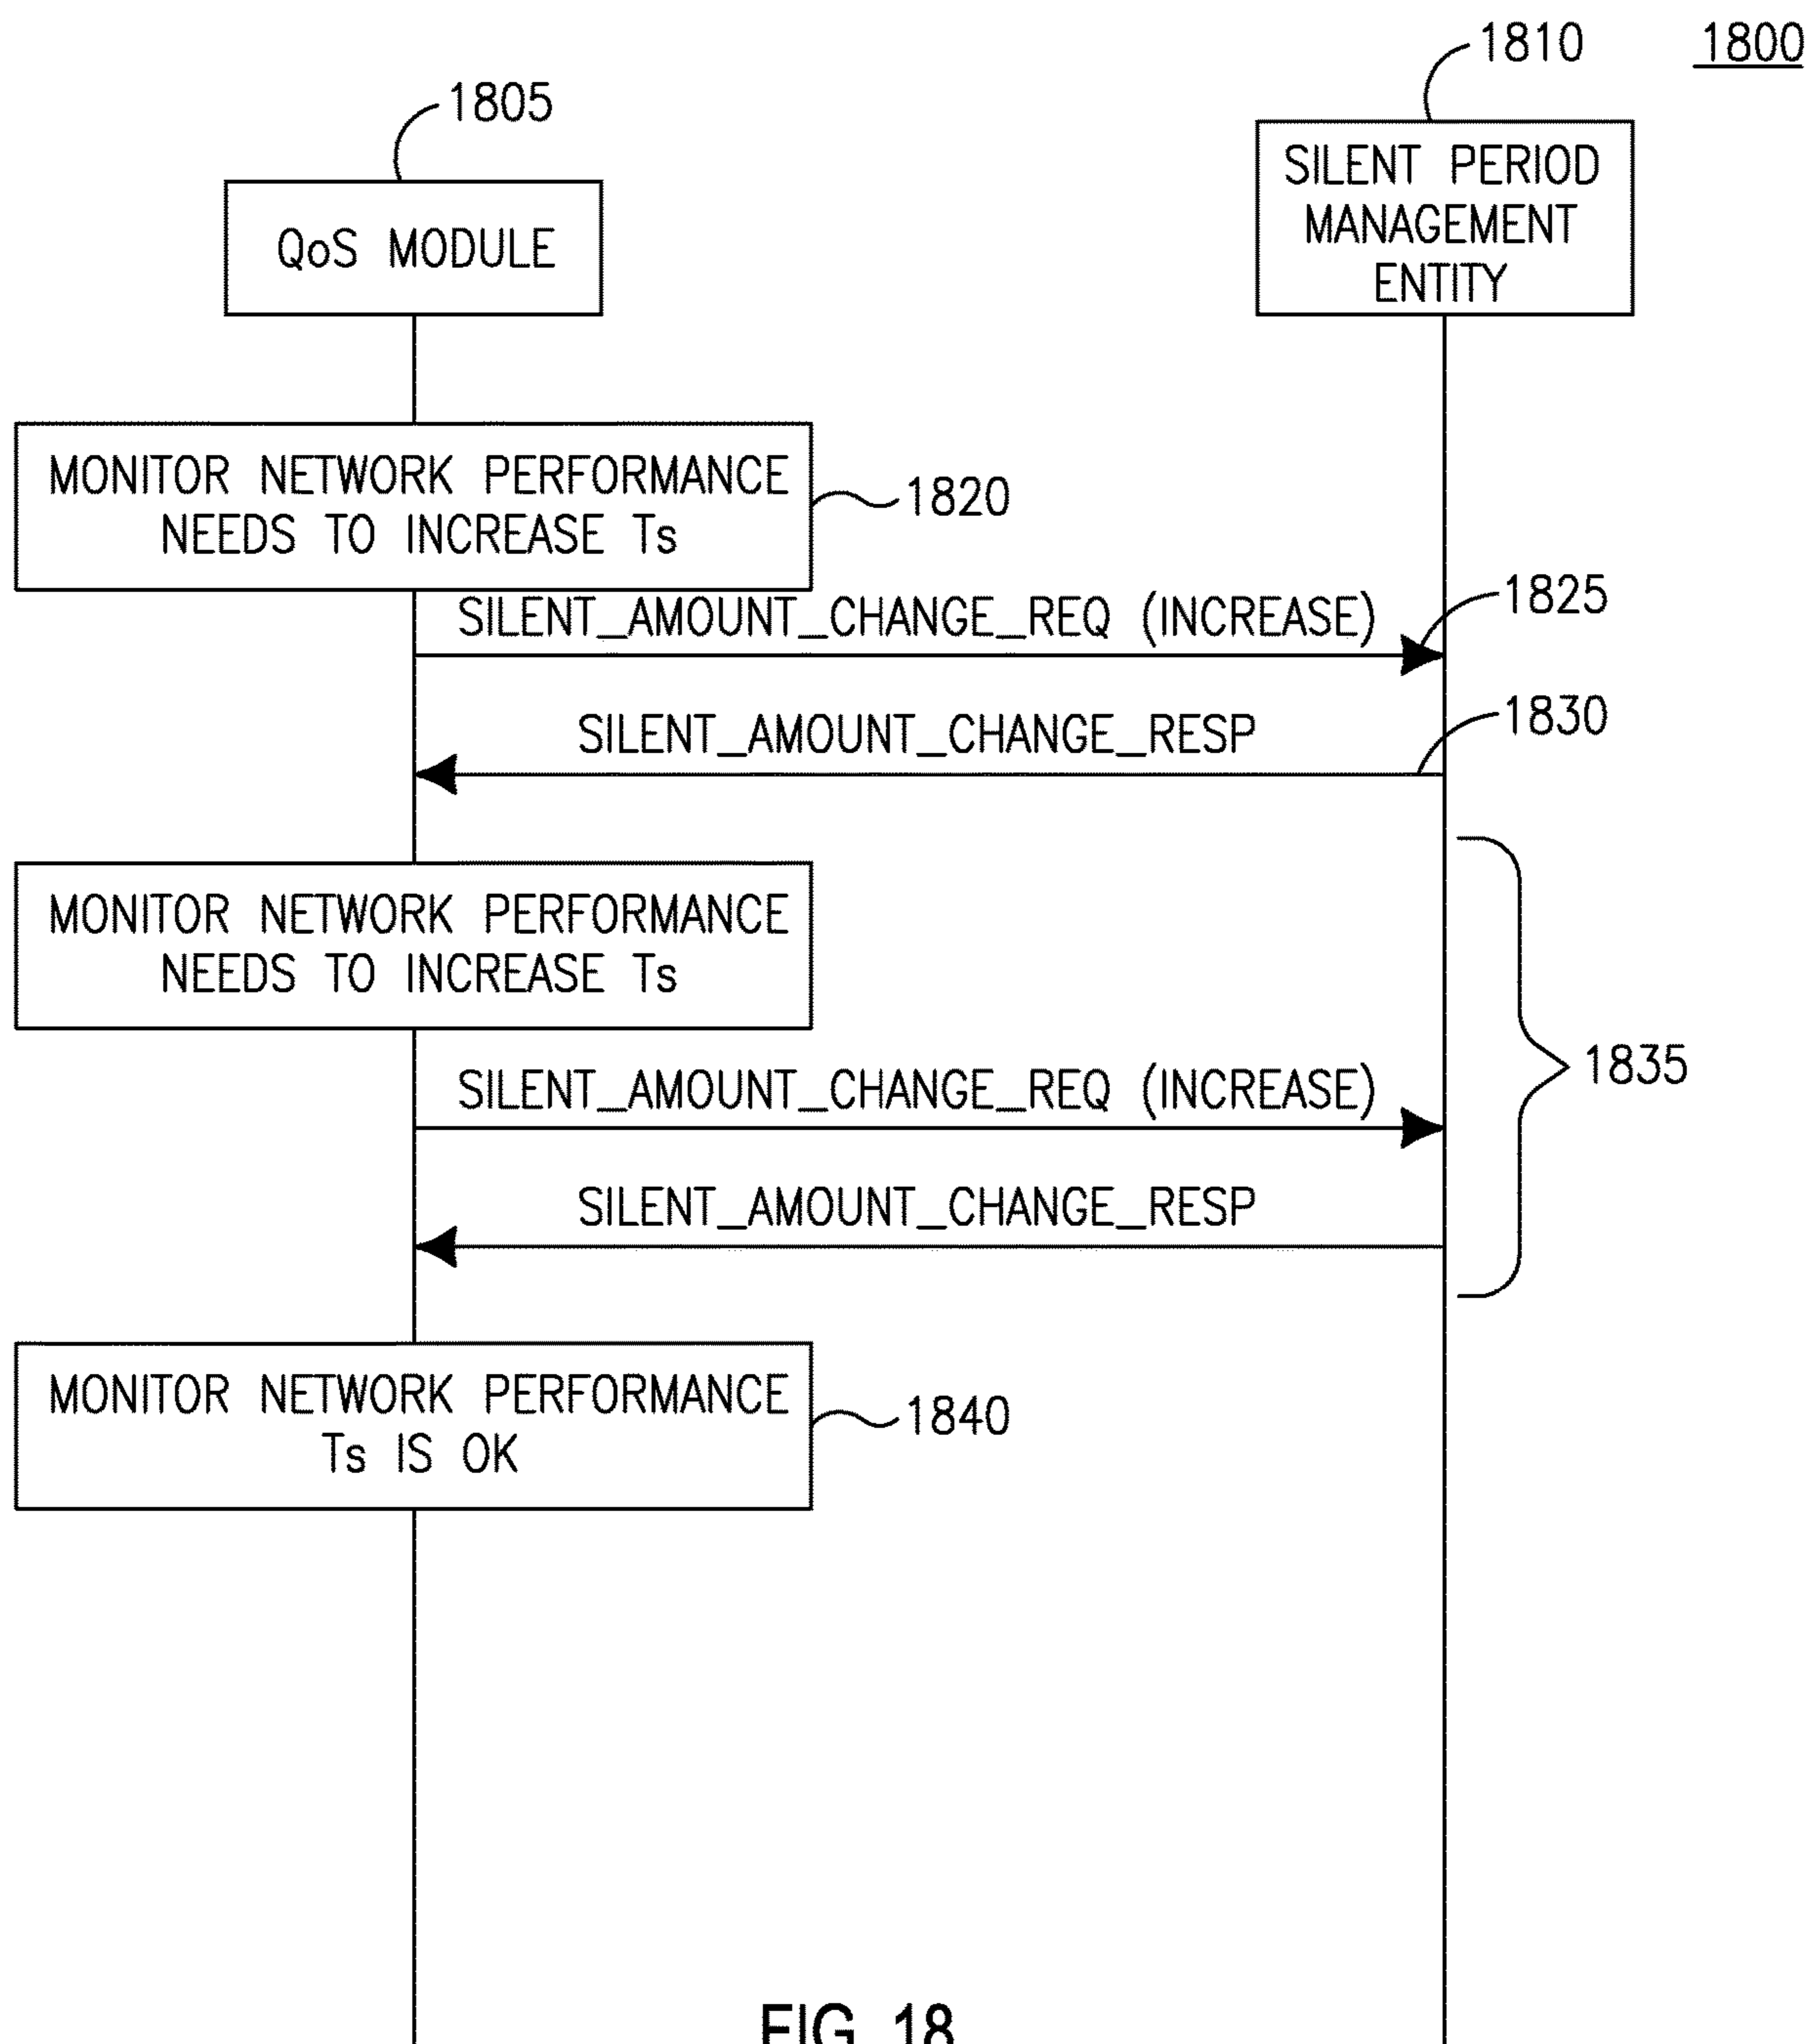 1800
1810
1805
SILENT PERIOD
MANAGEMENT
ENTITY
QoS MODULE
MONITOR NETWORK PERFORMANCE
NEEDS TO INCREASE Ts
1820
SILENT_AMOUNT_CHANGE_REQ (INCREASE)
1825
SILENT_AMOUNT_CHANGE_RESP
1830
MONITOR NETWORK PERFORMANCE
NEEDS TO INCREASE Ts
SILENT_AMOUNT_CHANGE_REQ (INCREASE)
1835
SILENT_AMOUNT_CHANGE_RESP
MONITOR NETWORK PERFORMANCE
Ts IS OK
1840
FIG. 18